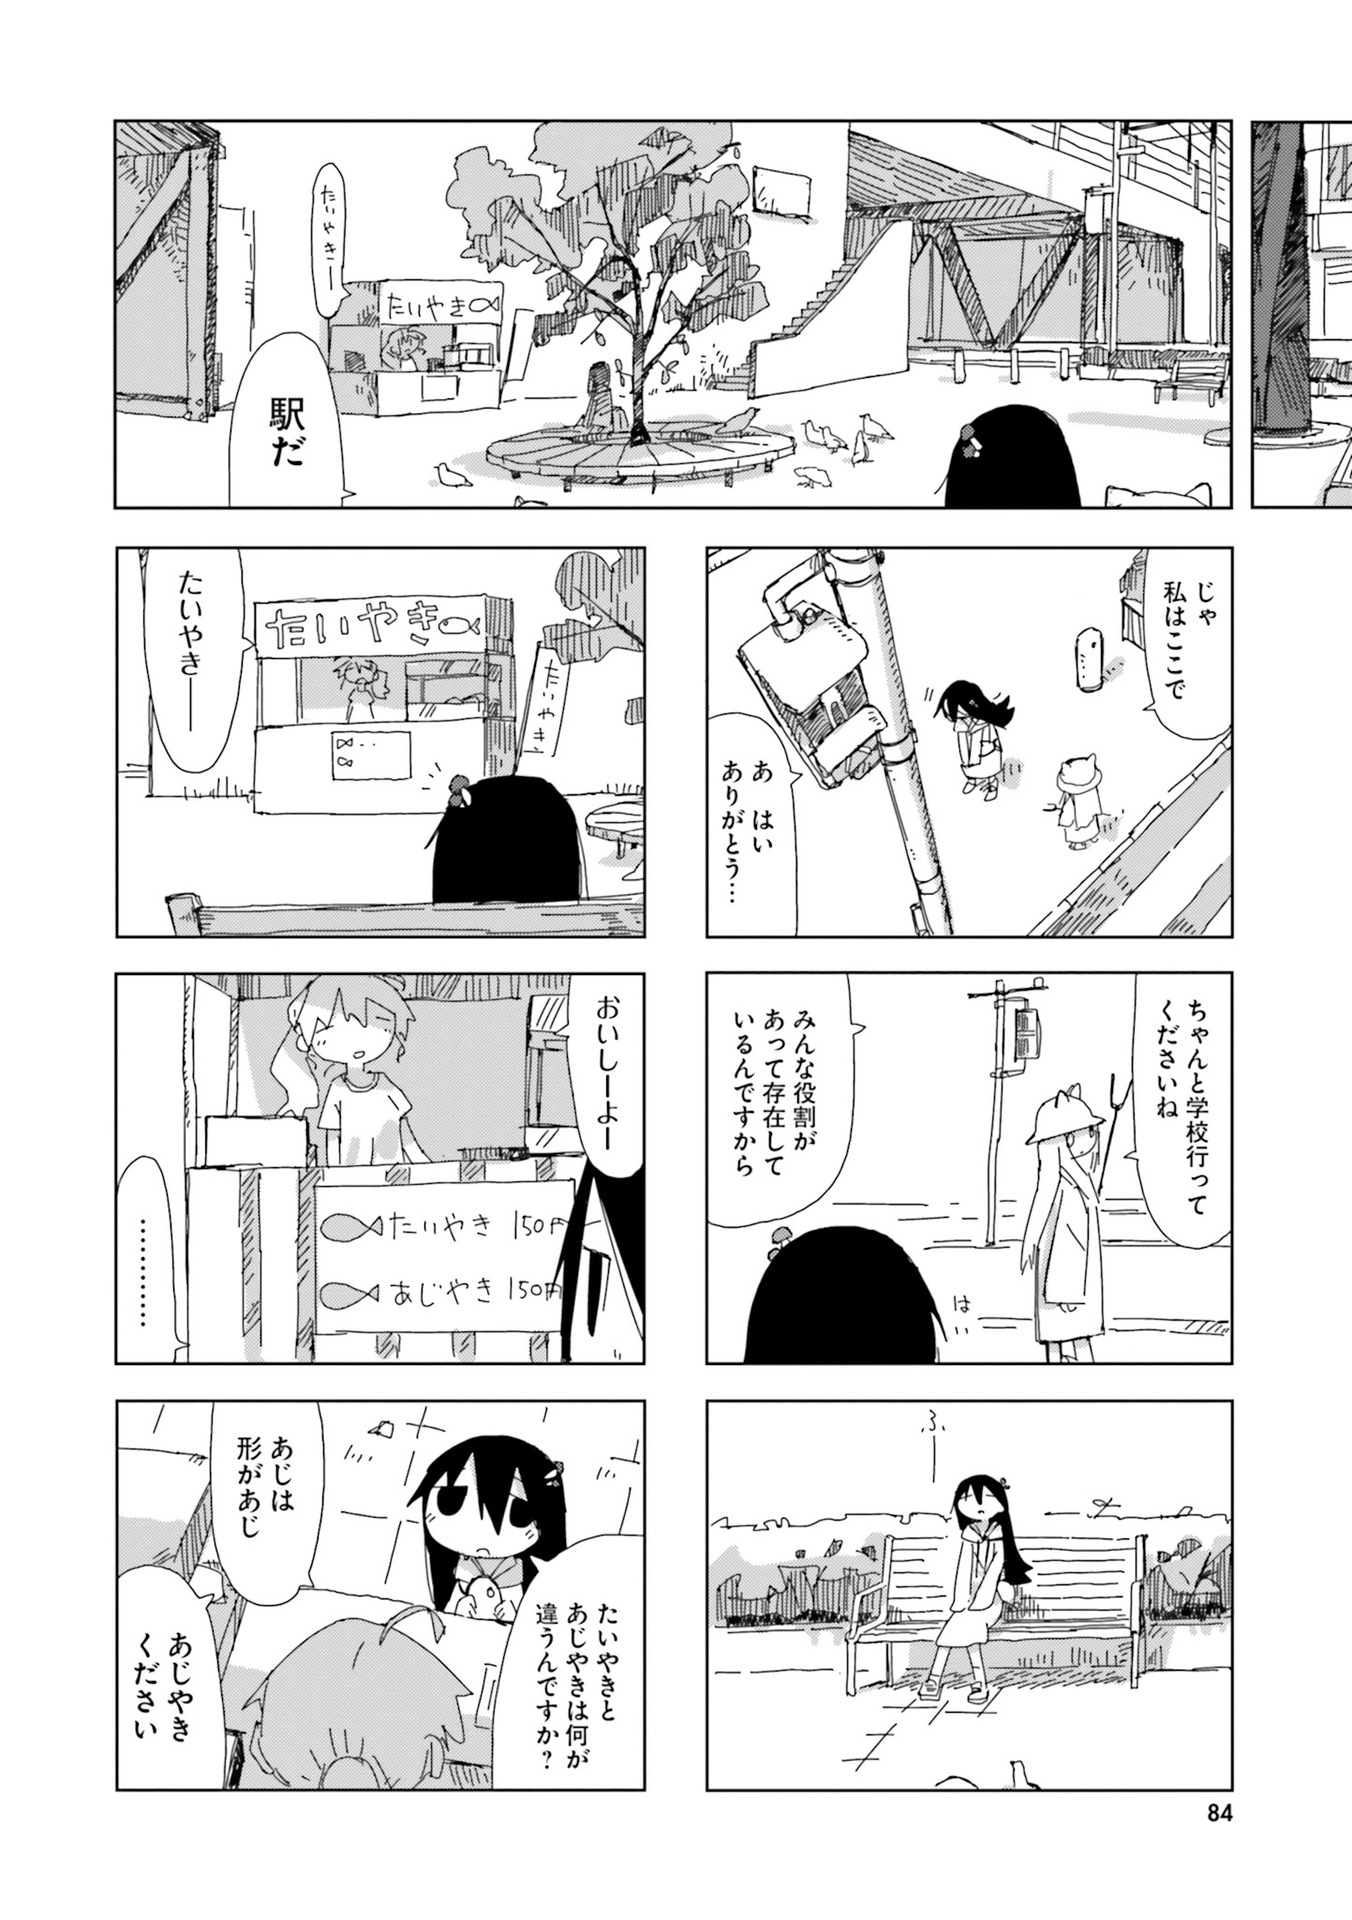 たいやきー
たいやき
駅だ
じゃ
私はここで
あ はい
ありがとう…
ちゃんと学校行って
くださいね
みんな役割が
あって存在して
いるんですから
はい
ふぅ
たいやきー
たいやき
たいやき
おいしーよー
たいやき 150円
あじやき 150円
………
たいやきと
あじやきは何が
違うんですか?
あじは
形があじ
あじやき
ください
84